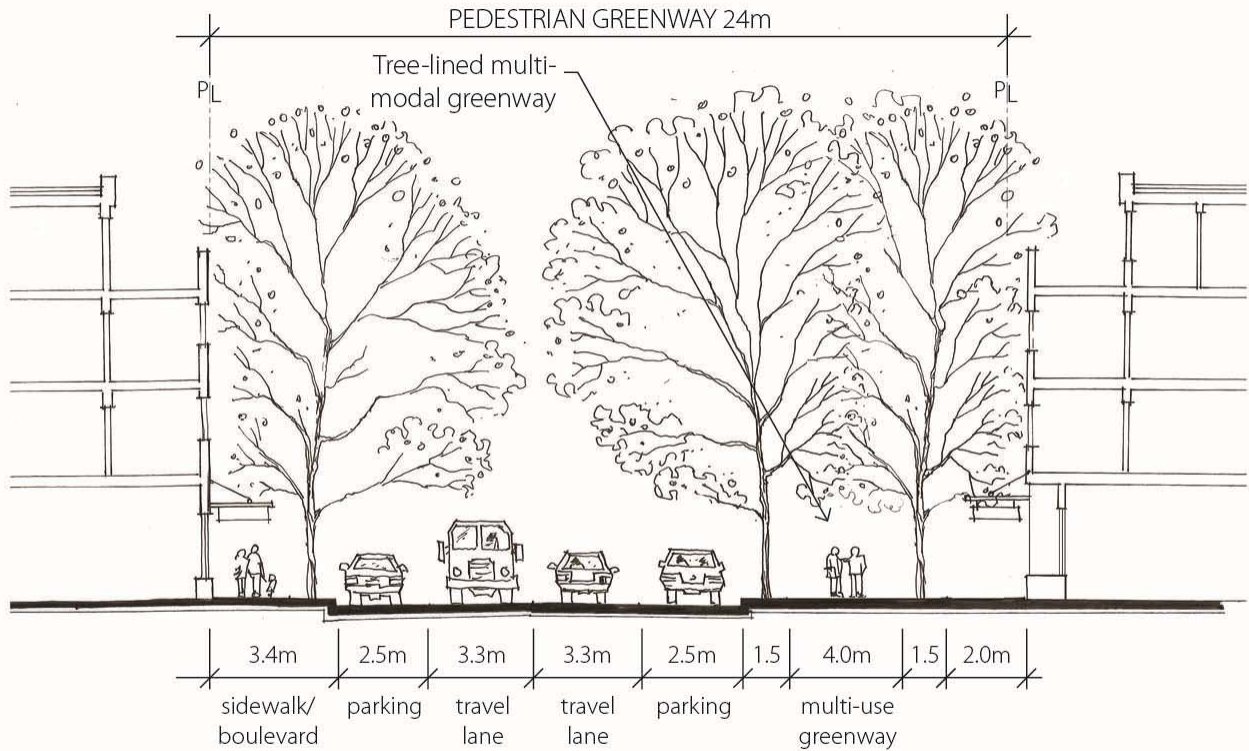 PEDESTRIAN GREENWAY 24m
Tree-lined multi-
modal greenway
PL
PL
3.4m 2.5m 3.3m 3.3m 2.5m 1.5 4.0m 1.5 2.0m
sidewalk/ parking travel travel parking multi-use
boulevard lane lane greenway